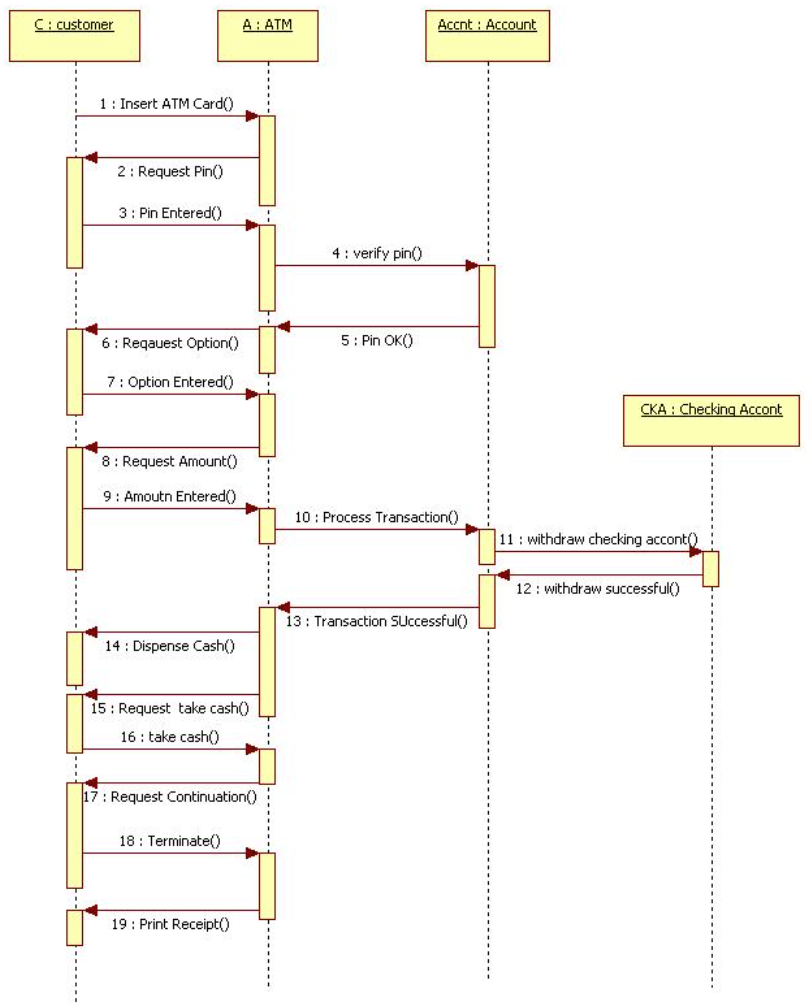 C : customer
A : ATM
Accnt : Account
1 : Insert ATM Card()
2 : Request Pin()
3 : Pin Entered()
4 : verify pin()
5 : Pin OK()
6 : Reqauest Option()
7 : Option Entered()
CKA : Checking Accont
8 : Request Amount()
9 : Amoutn Entered()
10 : Process Transaction()
11 : withdraw checking accont()
12 : withdraw successful()
13 : Transaction SUccessful()
14 : Dispense Cash()
15 : Request  take cash()
16 : take cash()
17 : Request Continuation()
18 : Terminate()
19 : Print Receipt()